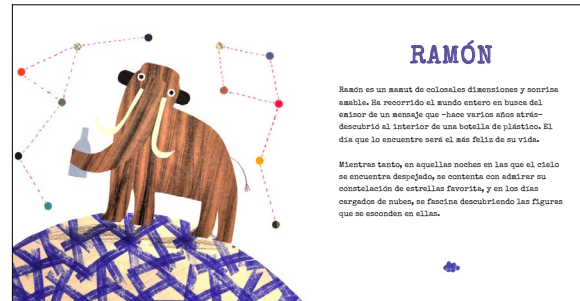 RAMÓN
Ramón es un mamut de colosales dimensiones y sonrisa
amable. Ha recorrido el mundo entero en busca del
emisor de un mensaje que –hace varios años atrás–
descubrió al interior de una botella de plástico. El
día que lo encuentre será el más feliz de su vida.
Mientras tanto, en aquellas noches en las que el cielo
se encuentra despejado, se contenta con admirar su
constelación de estrellas favorita, y en los días
cargados de nubes, se fascina descubriendo las figuras
que se esconden en ellas.